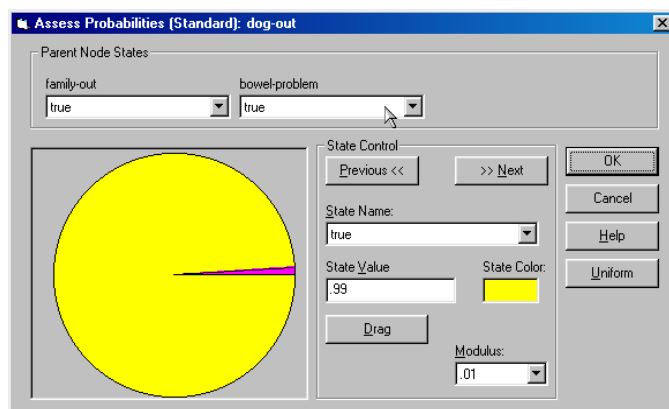 Assess Probabilities (Standard): dog-out
Parent Node States
family-out
bowel-problem
true
true
State Control
Previous <<
>> Next
State Name:
true
State Value
State Color:
.99
Drag
Modulus:
.01
OK
Cancel
Help
Uniform